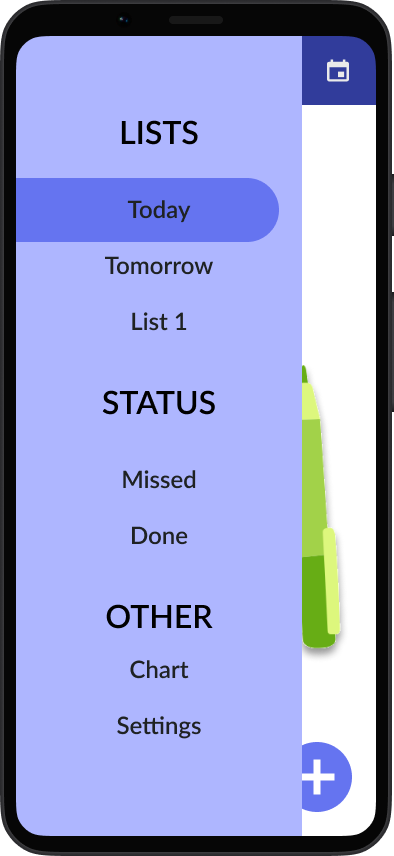 LISTS
Today
Tomorrow
List 1
STATUS
Missed
Done
OTHER
Chart
Settings